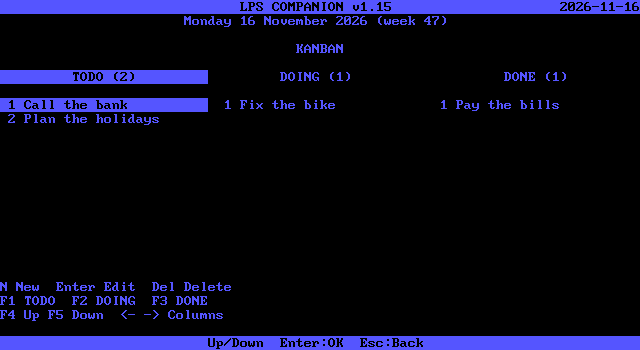 LPS COMPANION v1.15 2026-11-16
Monday 16 November 2026 (week 47)
KANBAN
TODO (2) DOING (1) DONE (1)
1 Call the bank 1 Fix the bike 1 Pay the bills
2 Plan the holidays
N New Enter Edit Del Delete
F1 TODO F2 DOING F3 DONE
F4 Up F5 Down <- -> Columns
Up/Down Enter:OK Esc:Back